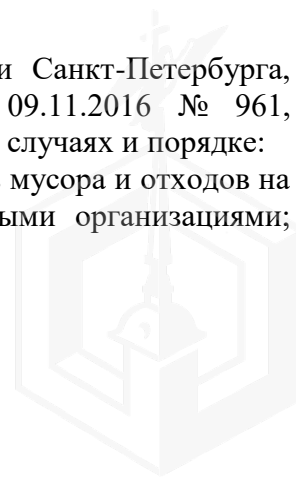 и Санкт-Петербурга,
09.11.2016 № 961,
случаях и порядке:
мусора и отходов на
ыми организациями;